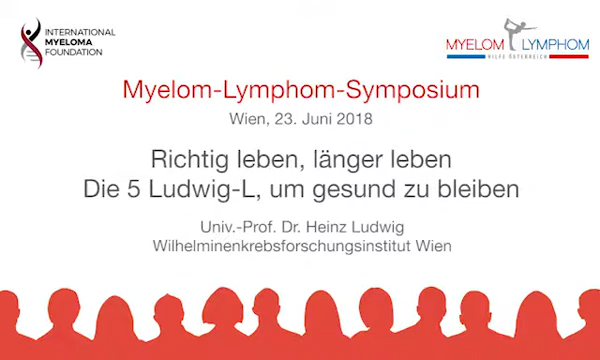 INTERNATIONAL
MYELOMA
FOUNDATION
MYELOM LYMPHOM
HILFE ÖSTERREICH
Myelom-Lymphom-Symposium
Wien, 23. Juni 2018
Richtig leben, länger leben
Die 5 Ludwig-L, um gesund zu bleiben
Univ.-Prof. Dr. Heinz Ludwig
Wilhelminenkrebsforschungsinstitut Wien